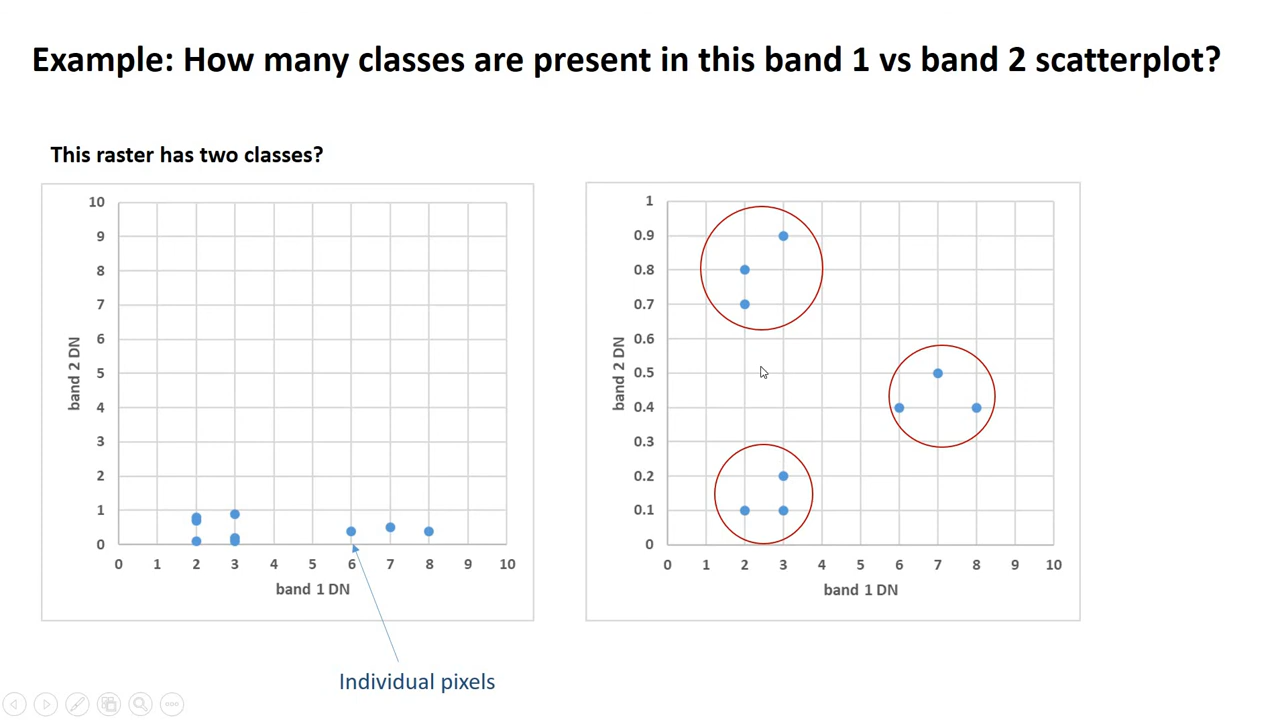 Example: How many classes are present in this band 1 vs band 2 scatterplot?
This raster has two classes?
10
9
8
7
6
5
4
3
2
1
0
band 2 DN
0 1 2 3 4 5 6 7 8 9 10
band 1 DN
Individual pixels
1
0.9
0.8
0.7
0.6
0.5
0.4
0.3
0.2
0.1
0
band 2 DN
0 1 2 3 4 5 6 7 8 9 10
band 1 DN